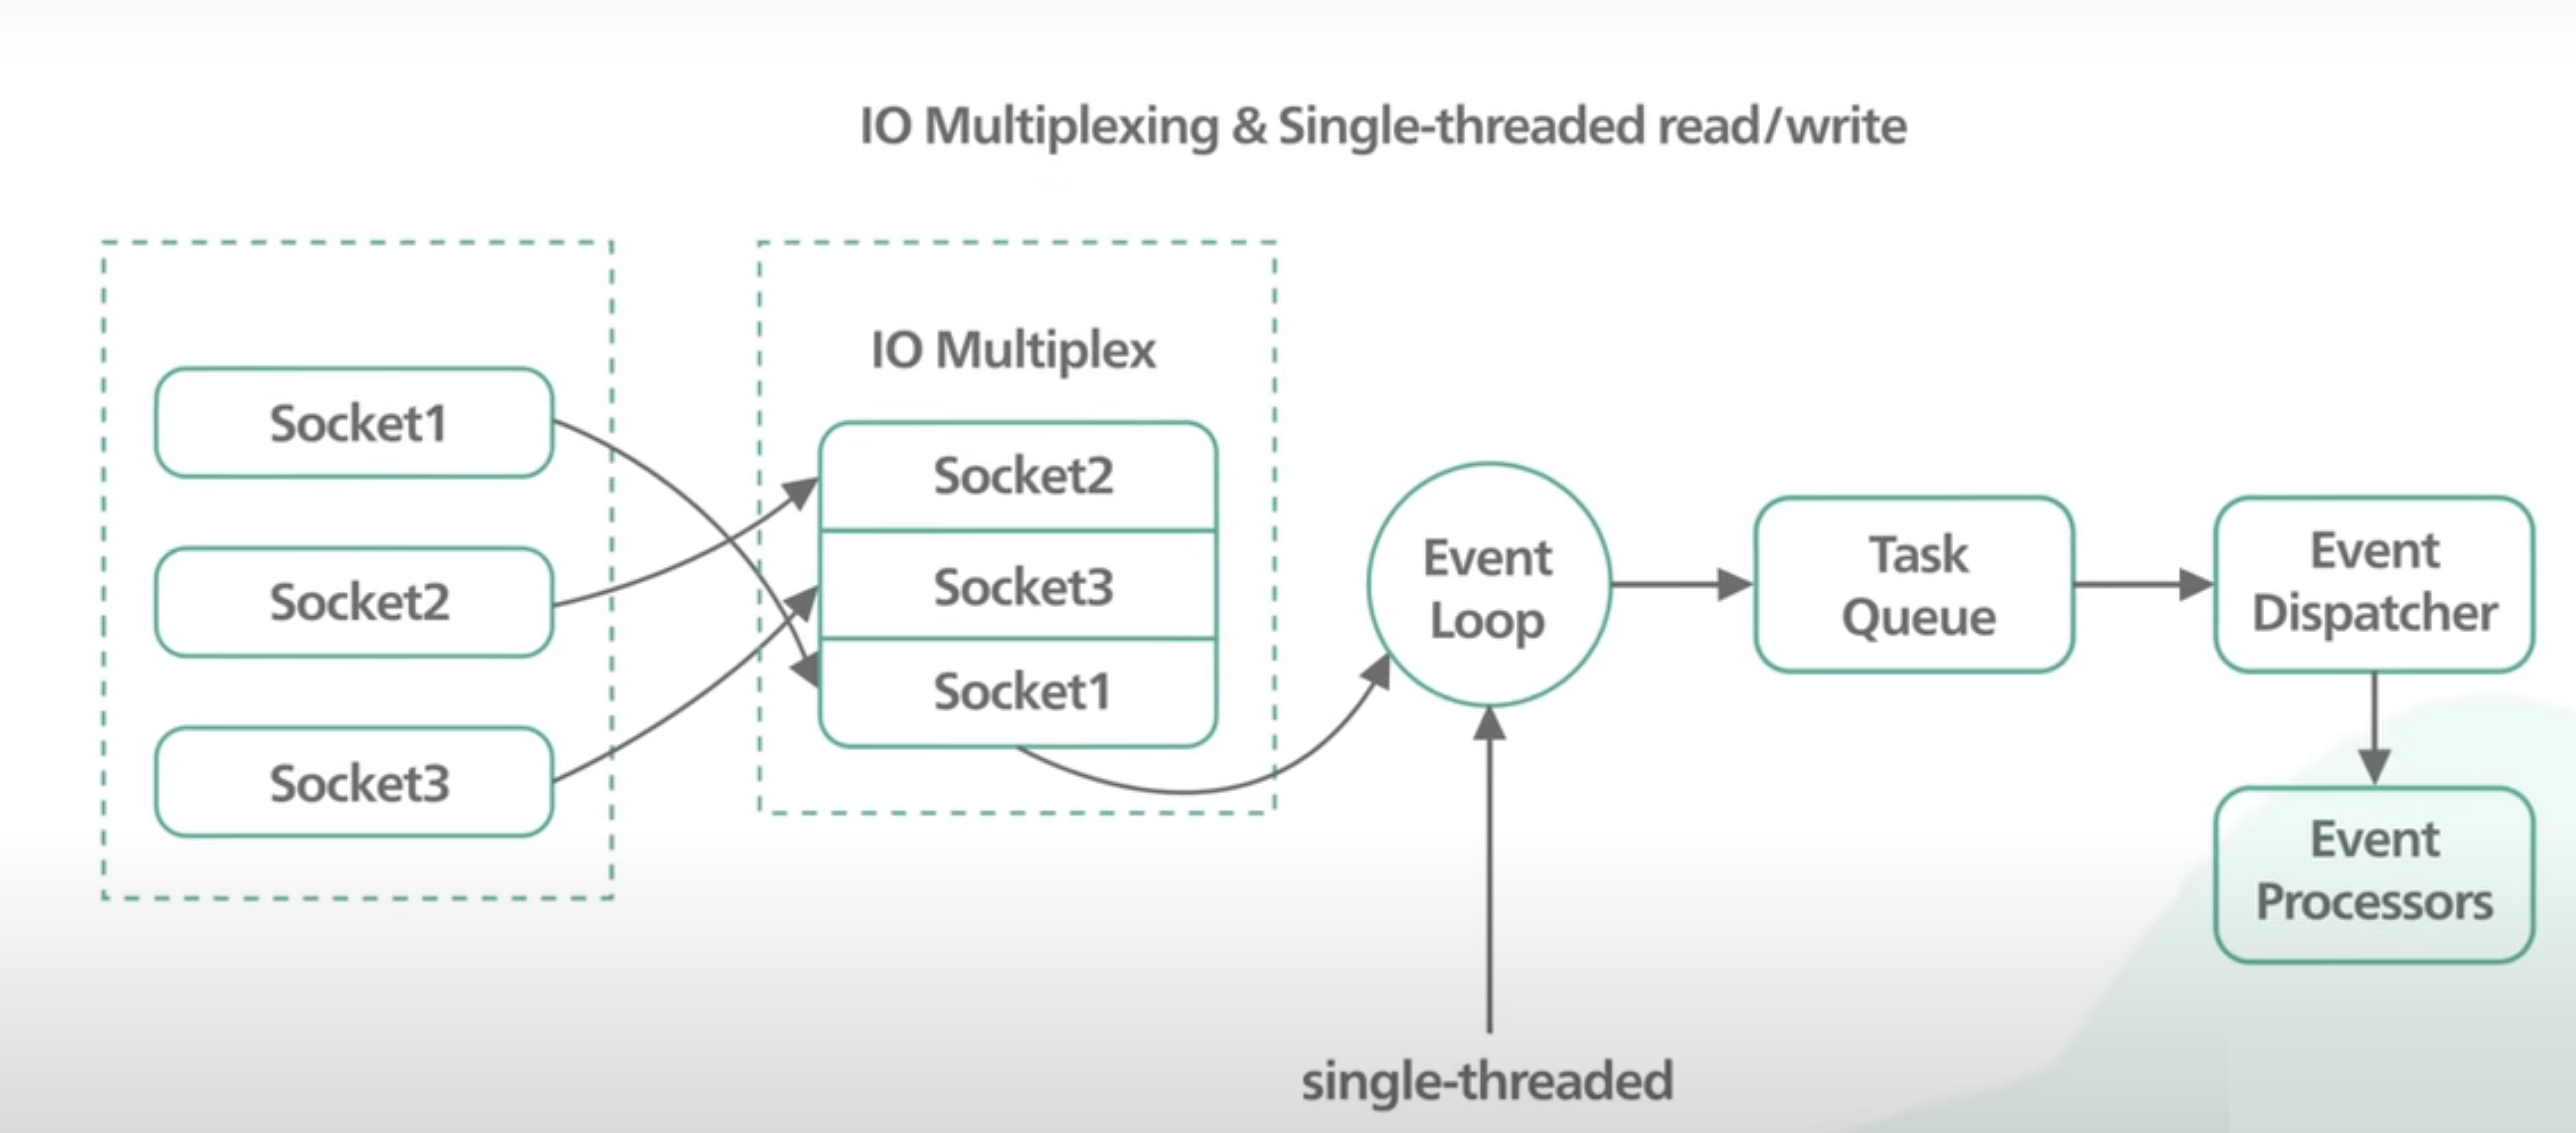 IO Multiplexing & Single-threaded read/write
Socket1
Socket2
Socket3
IO Multiplex
Socket2
Socket3
Socket1
Event
Loop
single-threaded
Task
Queue
Event
Dispatcher
Event
Processors